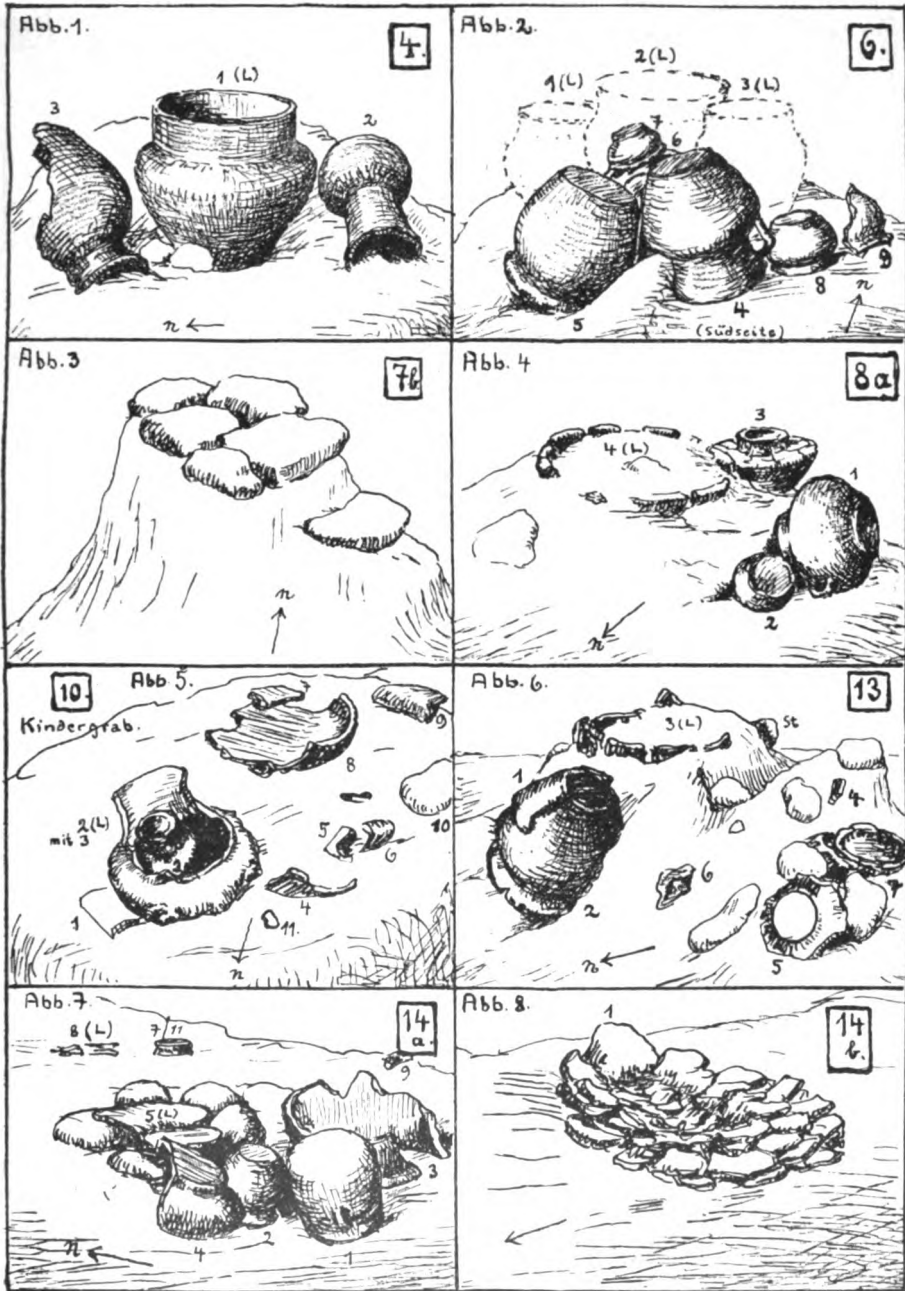 Abb. 1.
4.
1 (L)
3
2
n
Abb. 2.
6.
2 (L)
1 (L)
3 (L)
7
6
5
4
(Südseite)
8
9
n
Abb. 3
7b
n
Abb. 4
8a
3
4 (L)
1
2
n
10.
Abb 5.
Kindergrab.
9
8
2 (L)
mit 3
5
6
10
1
4
11.
n
Abb. 6.
13
3 (L)
St
1
4
6
7
2
5
n
Abb. 7.
14
a.
8 (L)
7
11
9
5 (L)
3
4
2
1
n
Abb. 8.
14
b.
1